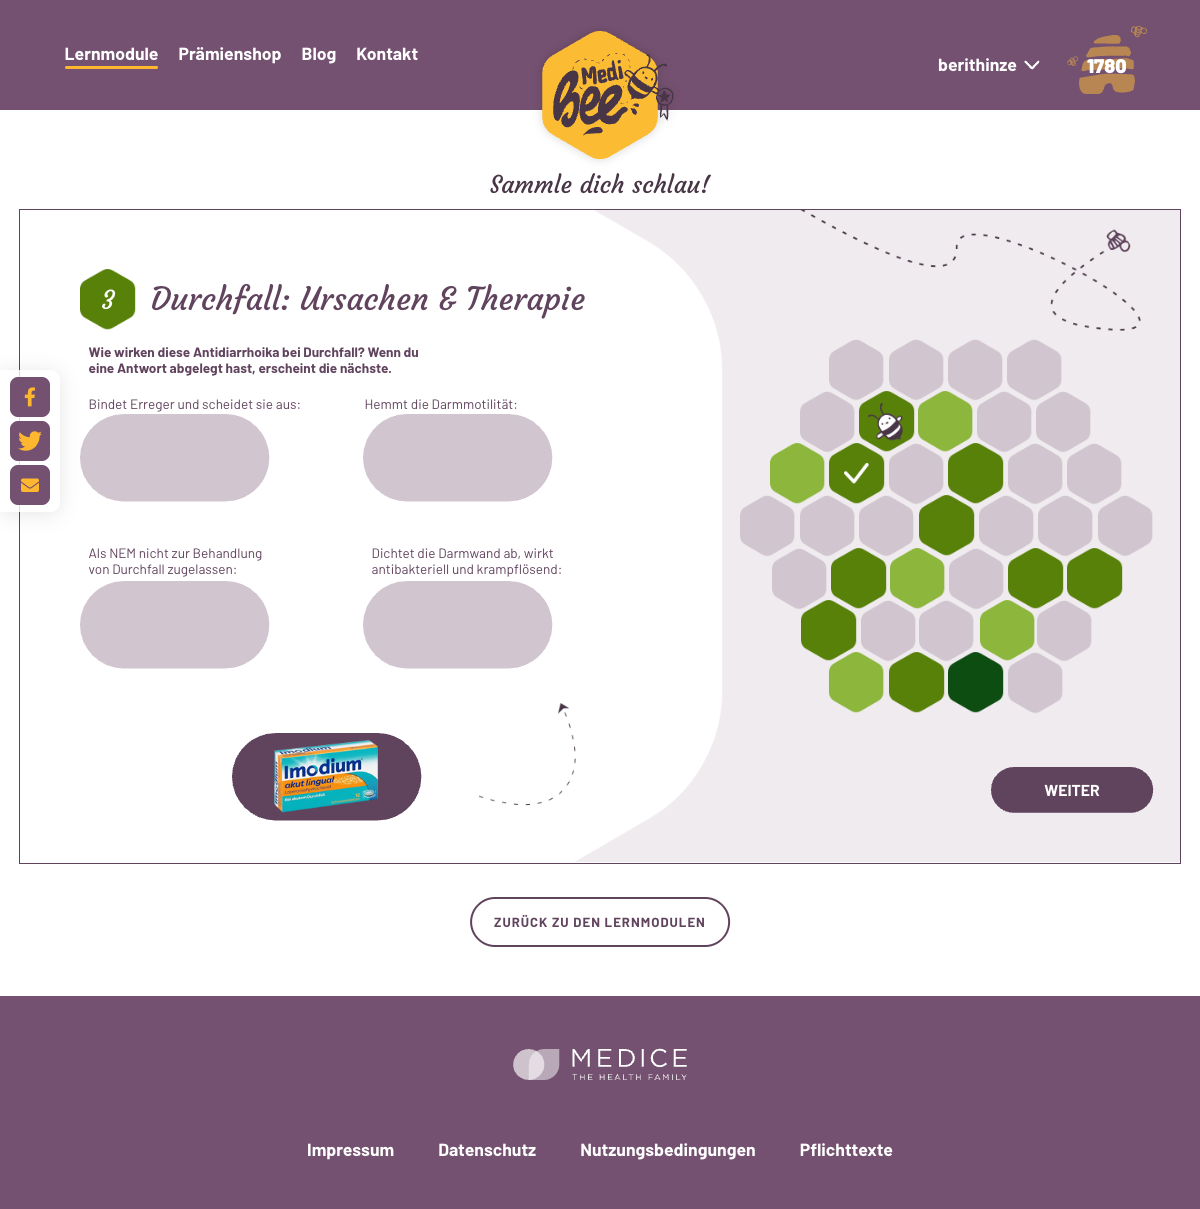 Lernmodule Prämienshop Blog Kontakt
Medi
bee
berithinze
1780
Sammle dich schlau!
3 Durchfall: Ursachen & Therapie
Wie wirken diese Antidiarrhoika bei Durchfall? Wenn du
eine Antwort abgelegt hast, erscheint die nächste.
Bindet Erreger und scheidet sie aus:
Hemmt die Darmmotilität:
Als NEM nicht zur Behandlung
von Durchfall zugelassen:
Dichtet die Darmwand ab, wirkt
antibakteriell und krampflösend:
Imodium
Imodium
akut lingual
WEITER
ZURÜCK ZU DEN LERNMODULEN
MEDICE
THE HEALTH FAMILY
Impressum Datenschutz Nutzungsbedingungen Pflichttexte